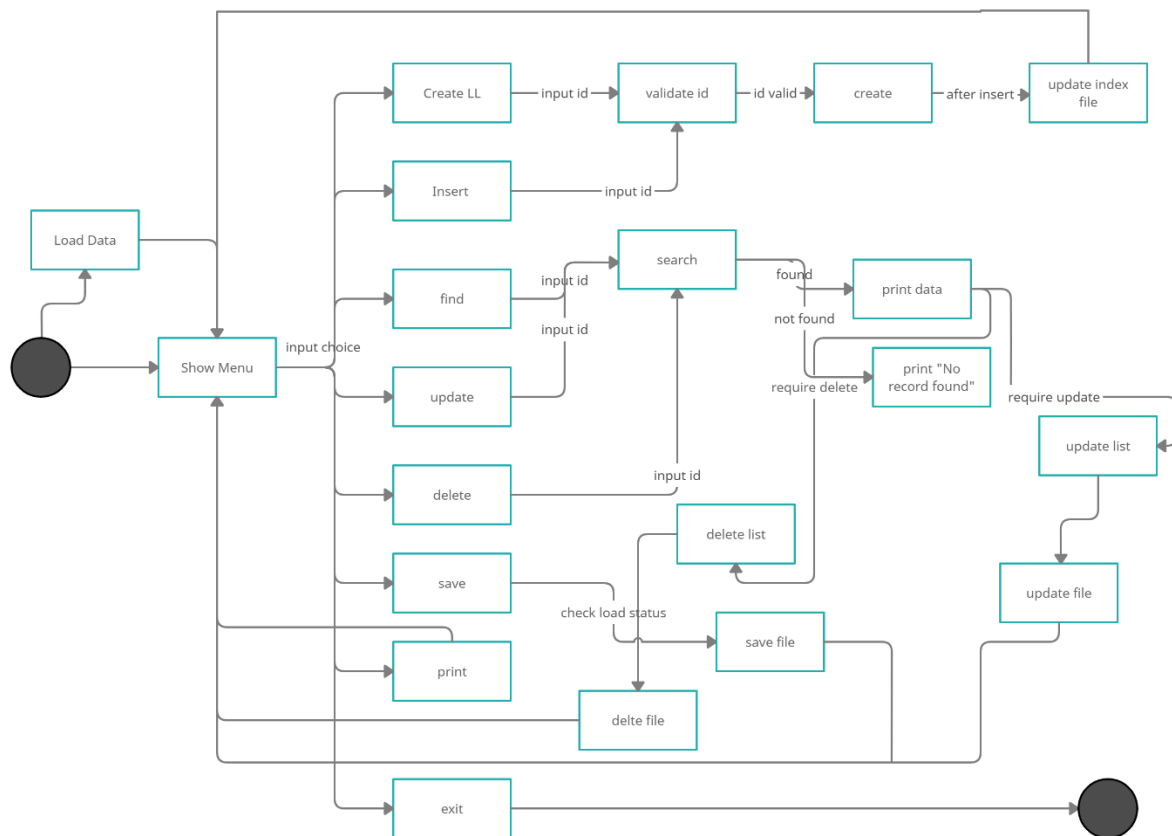 Create LL
input id
validate id
id valid
create
after insert
update index
file
Insert
input id
Load Data
search
find
input id
found
print data
input id
not found
Show Menu
input choice
print "No
record found"
update
require delete
require update
update list
input id
delete
delete list
save
check load status
update file
save file
print
delte file
exit